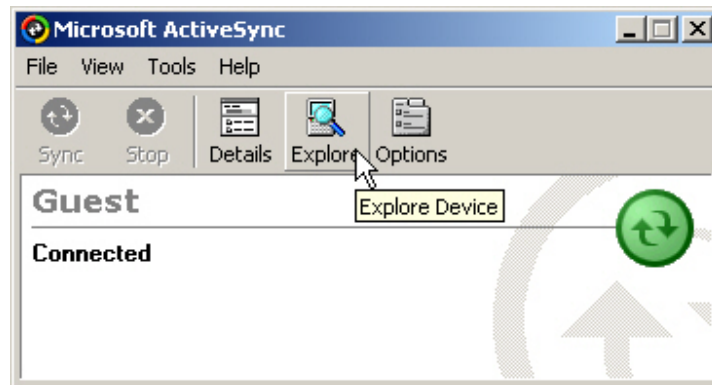 Microsoft ActiveSync
File View Tools Help
Sync Stop Details Explore Options
Explore Device
Guest
Connected